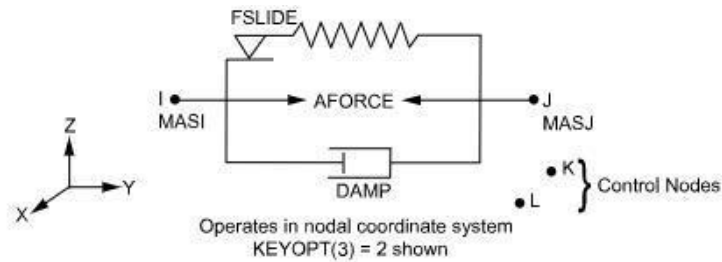 FSLIDE
I
AFORCE
J
MASI
MASJ
Z
K
Control Nodes
Y
L
X
DAMP
Operates in nodal coordinate system
KEYOPT(3) = 2 shown